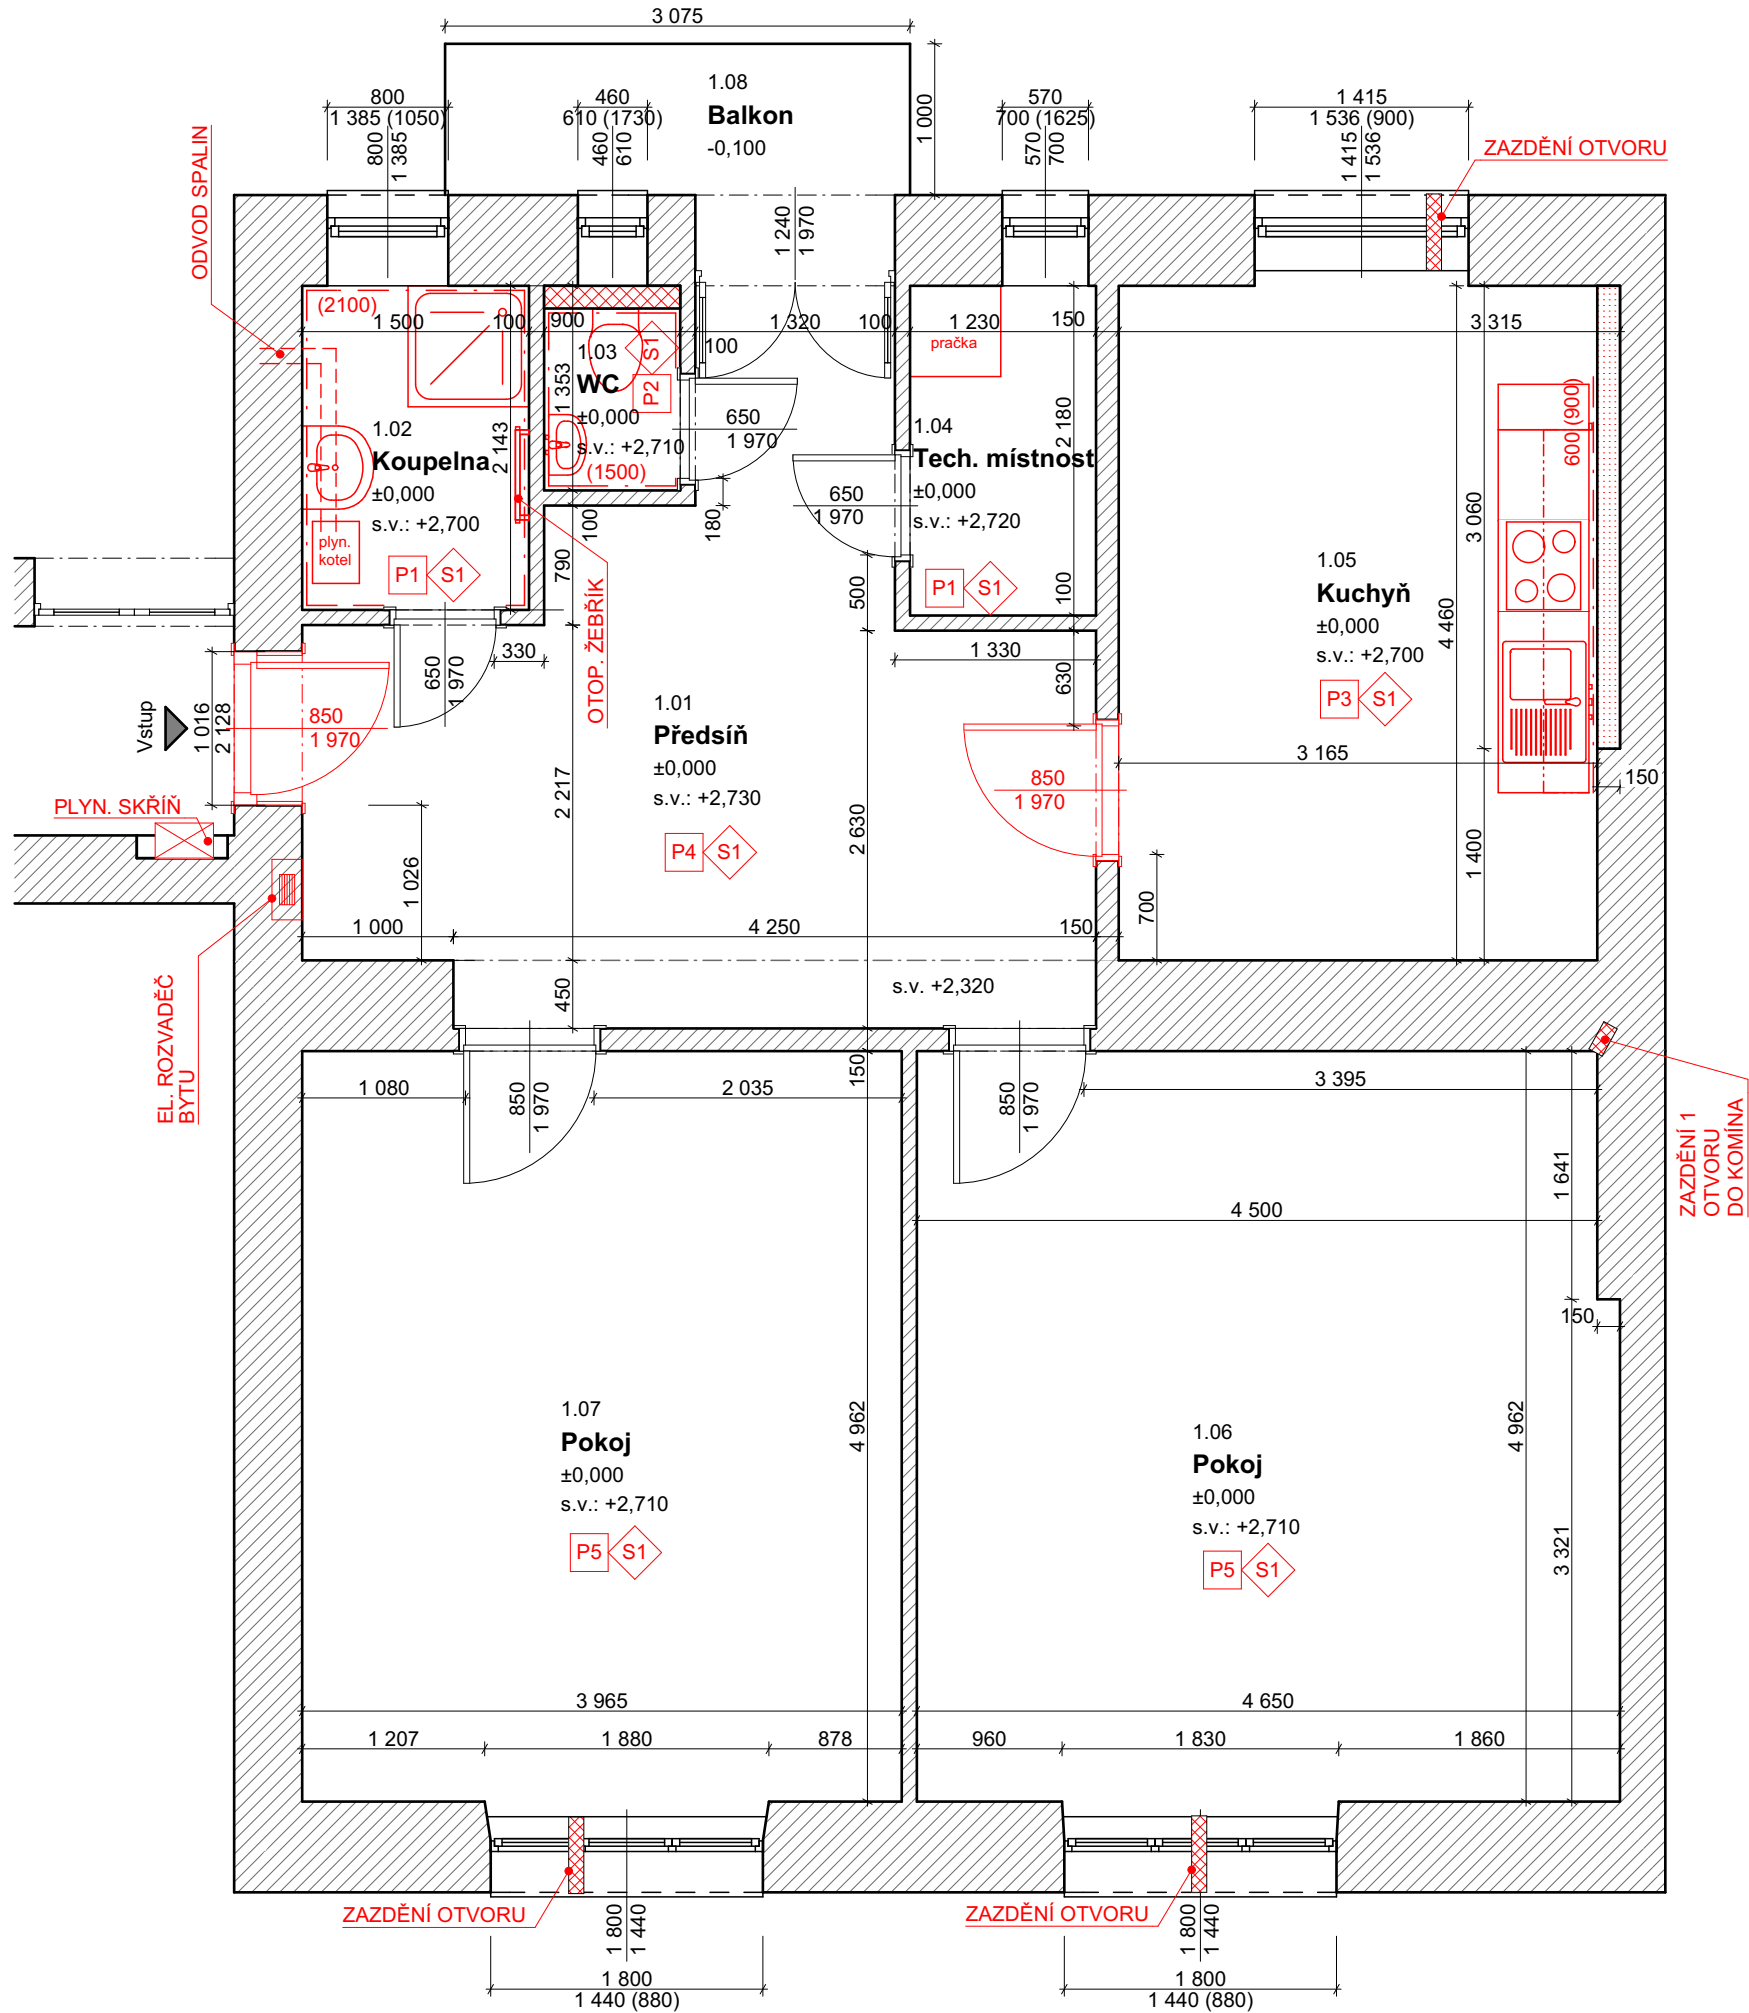 3 075
1.08
Balkon
-0,100
1 000
800
1 385 (1050)
800
1 385
460
610 (1730)
460
610
570
700 (1625)
570
700
1 415
1 536 (900)
1 415
1 536
ZAZDĚNÍ OTVORU
ODVOD SPALIN
1 240
1 970
(2100)
1 500
100
900
1 320
100
1 230
150
3 315
100
pračka
1.03
WC
±0,000
s.v.: +2,710
(1500)
S1
P2
1 353
650
1 970
1.02
Koupelna
±0,000
s.v.: +2,700
2 143
plyn.
kotel
P1
S1
1.04
Tech. místnost
±0,000
s.v.: +2,720
2 180
650
1 970
P1
S1
100
180
100
790
500
600 (900)
3 060
4 460
1.05
Kuchyň
±0,000
s.v.: +2,700
P3
S1
OTOP. ŽEBŘÍK
330
650
1 970
1 330
630
Vstup
1 016
2 128
850
1 970
1.01
Předsíň
±0,000
s.v.: +2,730
P4
S1
2 217
2 630
850
1 970
3 165
150
PLYN. SKŘÍŇ
1 026
1 400
700
1 000
4 250
150
EL. ROZVADĚČ
BYTU
450
s.v. +2,320
150
1 080
850
1 970
2 035
850
1 970
3 395
ZAZDĚNÍ 1
OTVORU
DO KOMÍNA
1 641
4 500
150
1.07
Pokoj
±0,000
s.v.: +2,710
P5
S1
4 962
1.06
Pokoj
±0,000
s.v.: +2,710
P5
S1
4 962
3 321
3 965
4 650
1 207
1 880
878
960
1 830
1 860
ZAZDĚNÍ OTVORU
1 800
1 440
ZAZDĚNÍ OTVORU
1 800
1 440
1 800
1 440 (880)
1 800
1 440 (880)